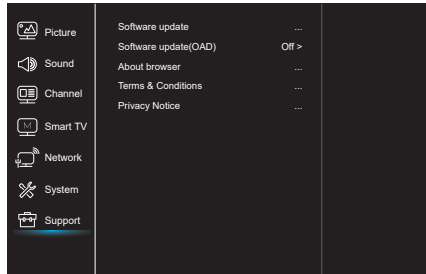 Picture
Sound
Channel
M
Smart TV
Network
System
Support
Software update ...
Software update(OAD) Off >
About browser ...
Terms & Conditions ...
Privacy Notice ...